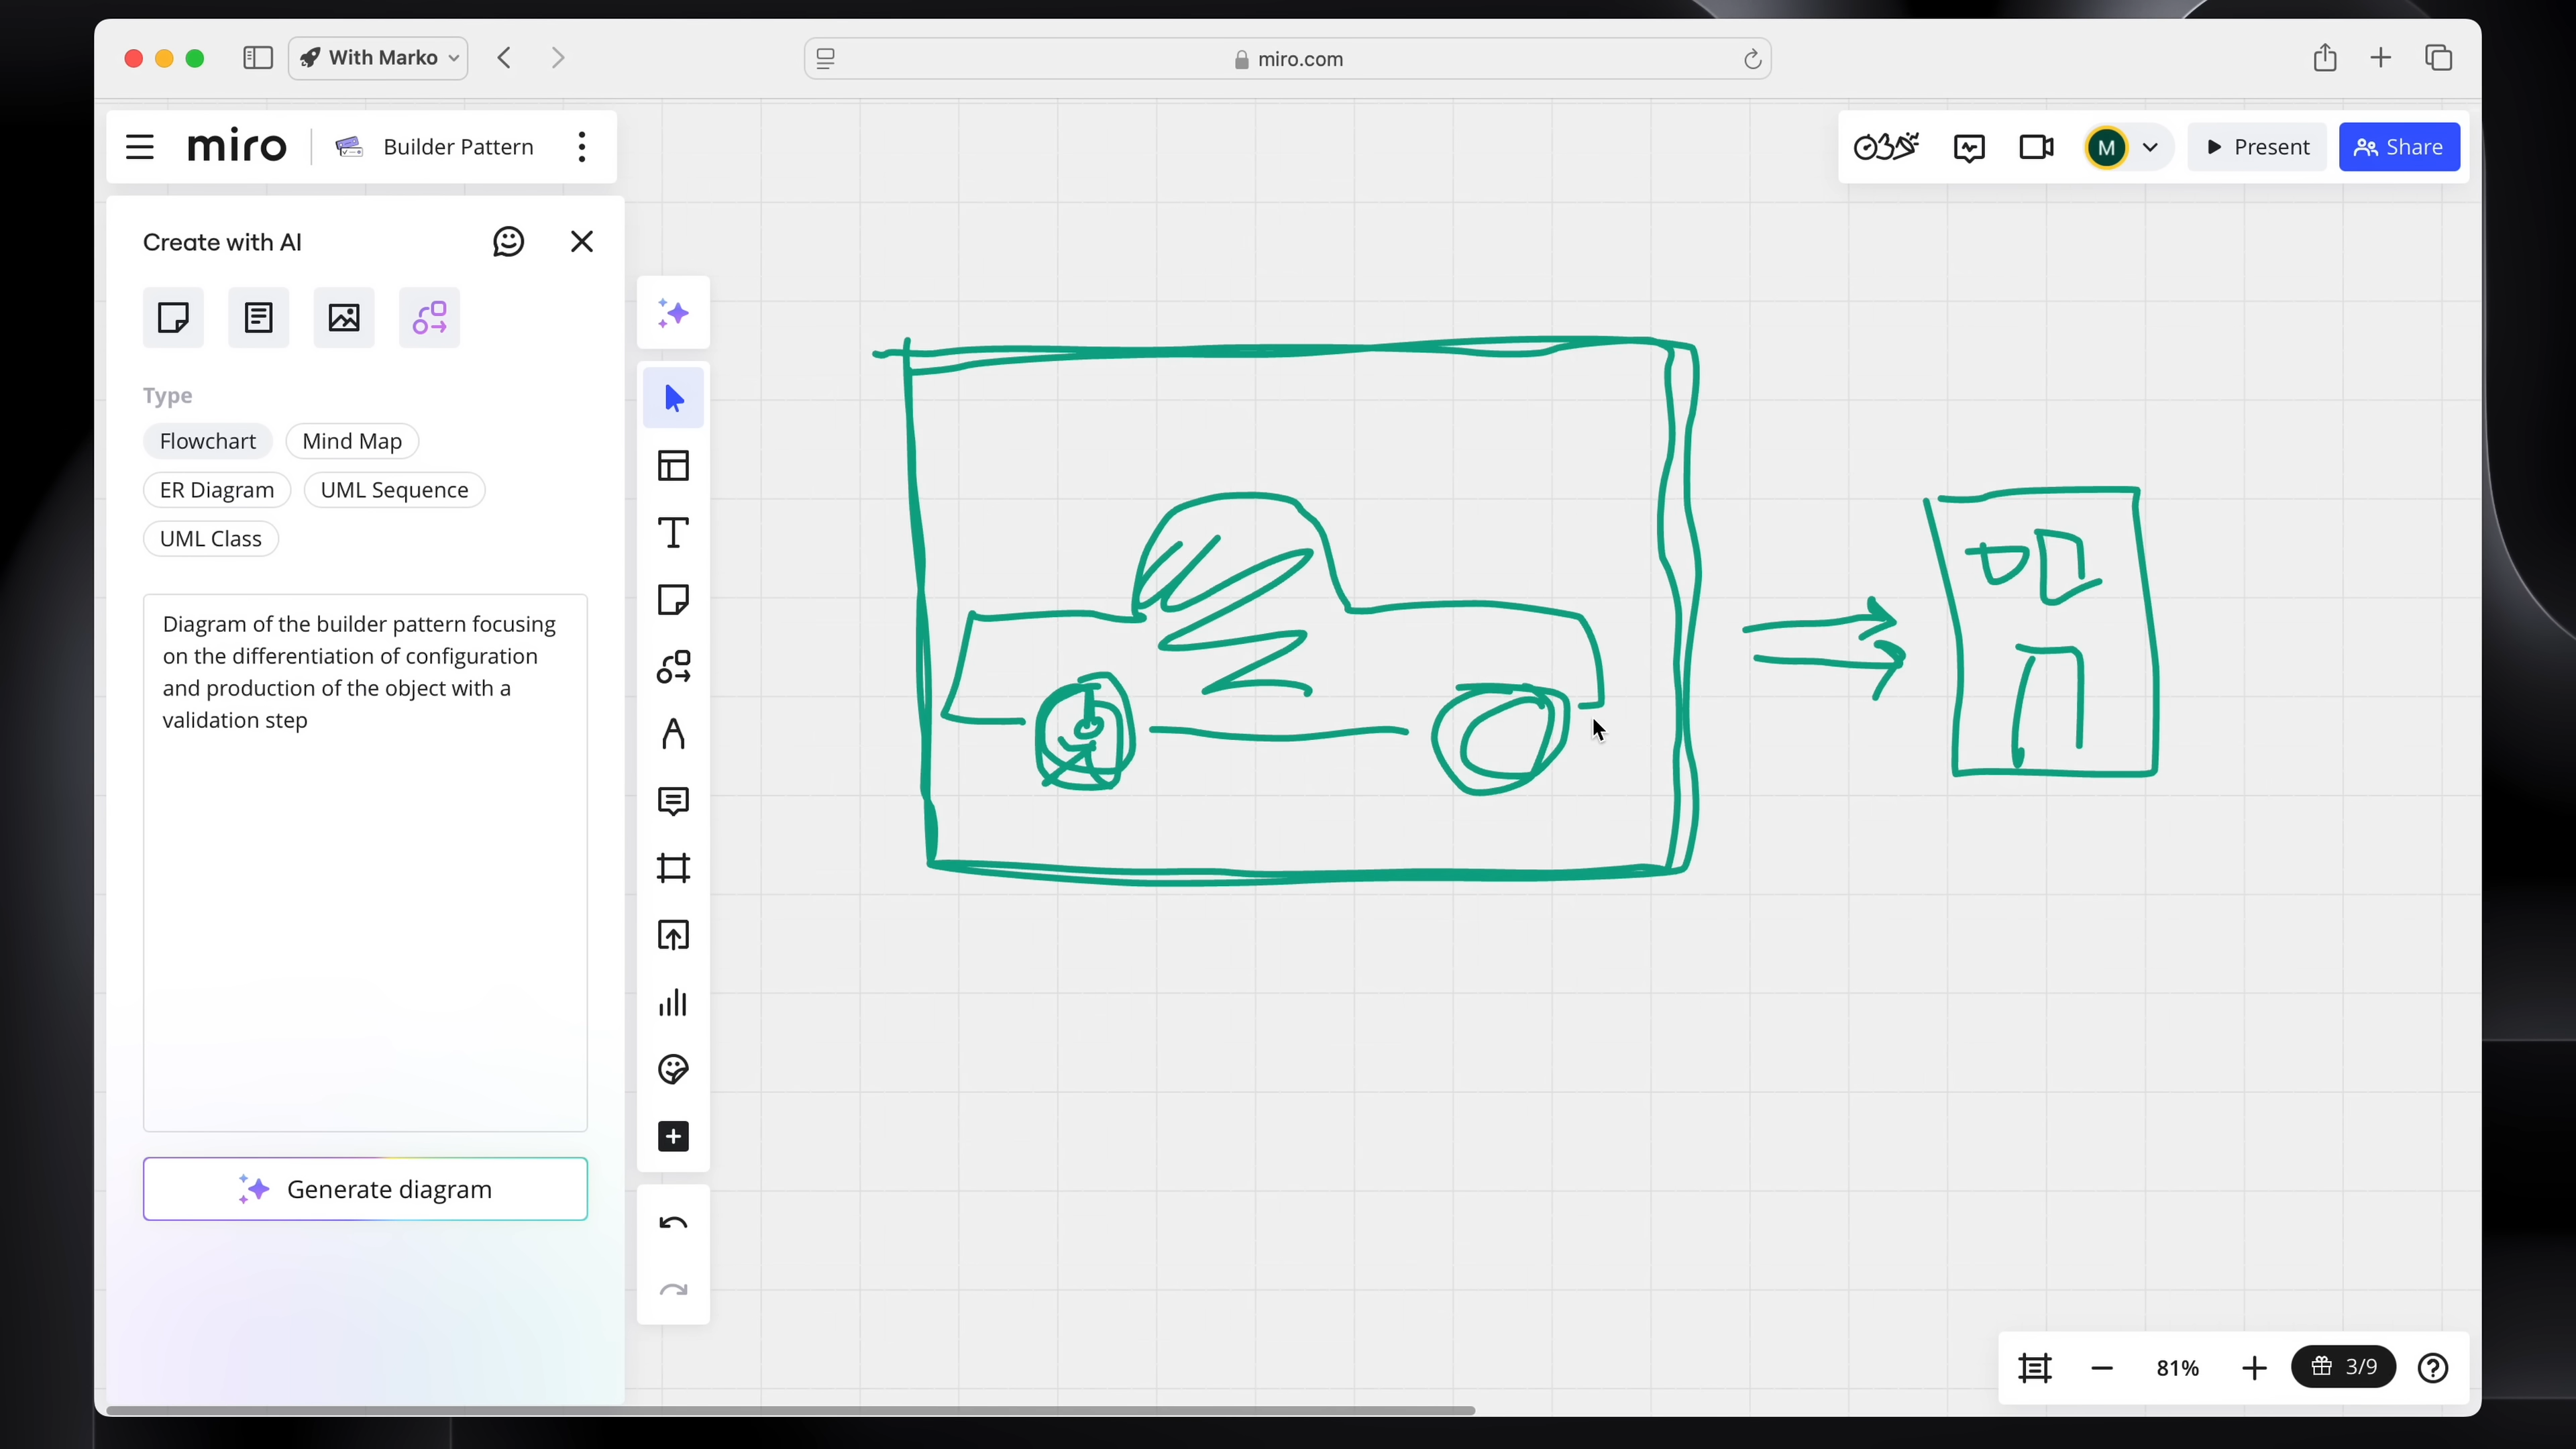 With Marko
miro.com
miro
Builder Pattern
M
Present
Share
Create with AI
Type
Flowchart
Mind Map
ER Diagram
UML Sequence
UML Class
Diagram of the builder pattern focusing
on the differentiation of configuration
and production of the object with a
validation step
Generate diagram
81%
3/9